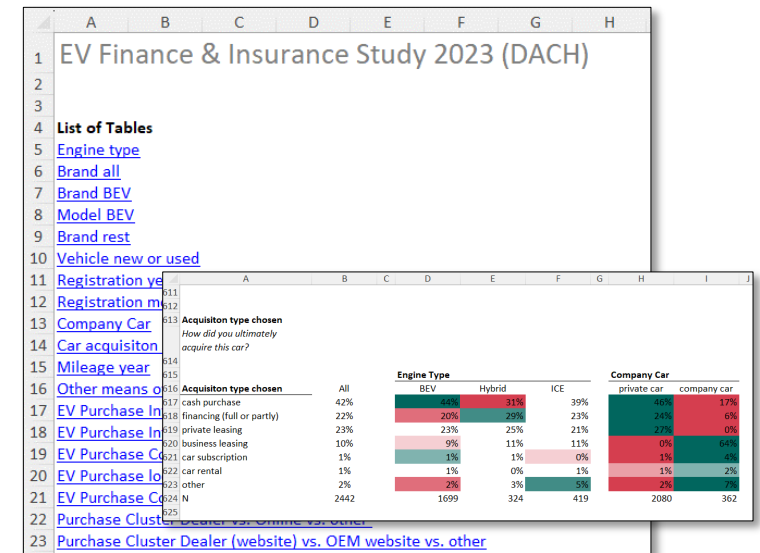 A B C D E F G H
1 EV Finance & Insurance Study 2023 (DACH)
2
3
4 List of Tables
5 Engine type
6 Brand all
7 Brand BEV
8 Model BEV
9 Brand rest
10 Vehicle new or used
11 Registration ye
12 Registration
13 Company Car
14 Car acquisiton
15 Mileage year
16 Other means o
17 EV Purchase In
18 EV Purchase In
19 EV Purchase
20 EV Purchase lo
21 EV Purchase
22 Purchase Cluster Dealer vs. Online vs. other
23 Purchase Cluster Dealer (website) vs. OEM website vs. other
A B C D E F G H I J
611
612
613 Acquisiton type chosen
How did you ultimately
acquire this car?
614
615 Engine Type Company Car
616 Acquisiton type chosen All BEV Hybrid ICE private car company car
617 cash purchase 42% 44% 31% 39% 46% 17%
618 financing (full or partly) 22% 20% 29% 23% 24% 6%
619 private leasing 23% 23% 25% 21% 27% 0%
620 business leasing 10% 9% 11% 11% 0% 64%
621 car subscription 1% 1% 1% 0% 1% 4%
622 car rental 1% 1% 0% 1% 1% 2%
623 other 2% 2% 3% 5% 2% 7%
624 N 2442 1699 324 419 2080 362
625